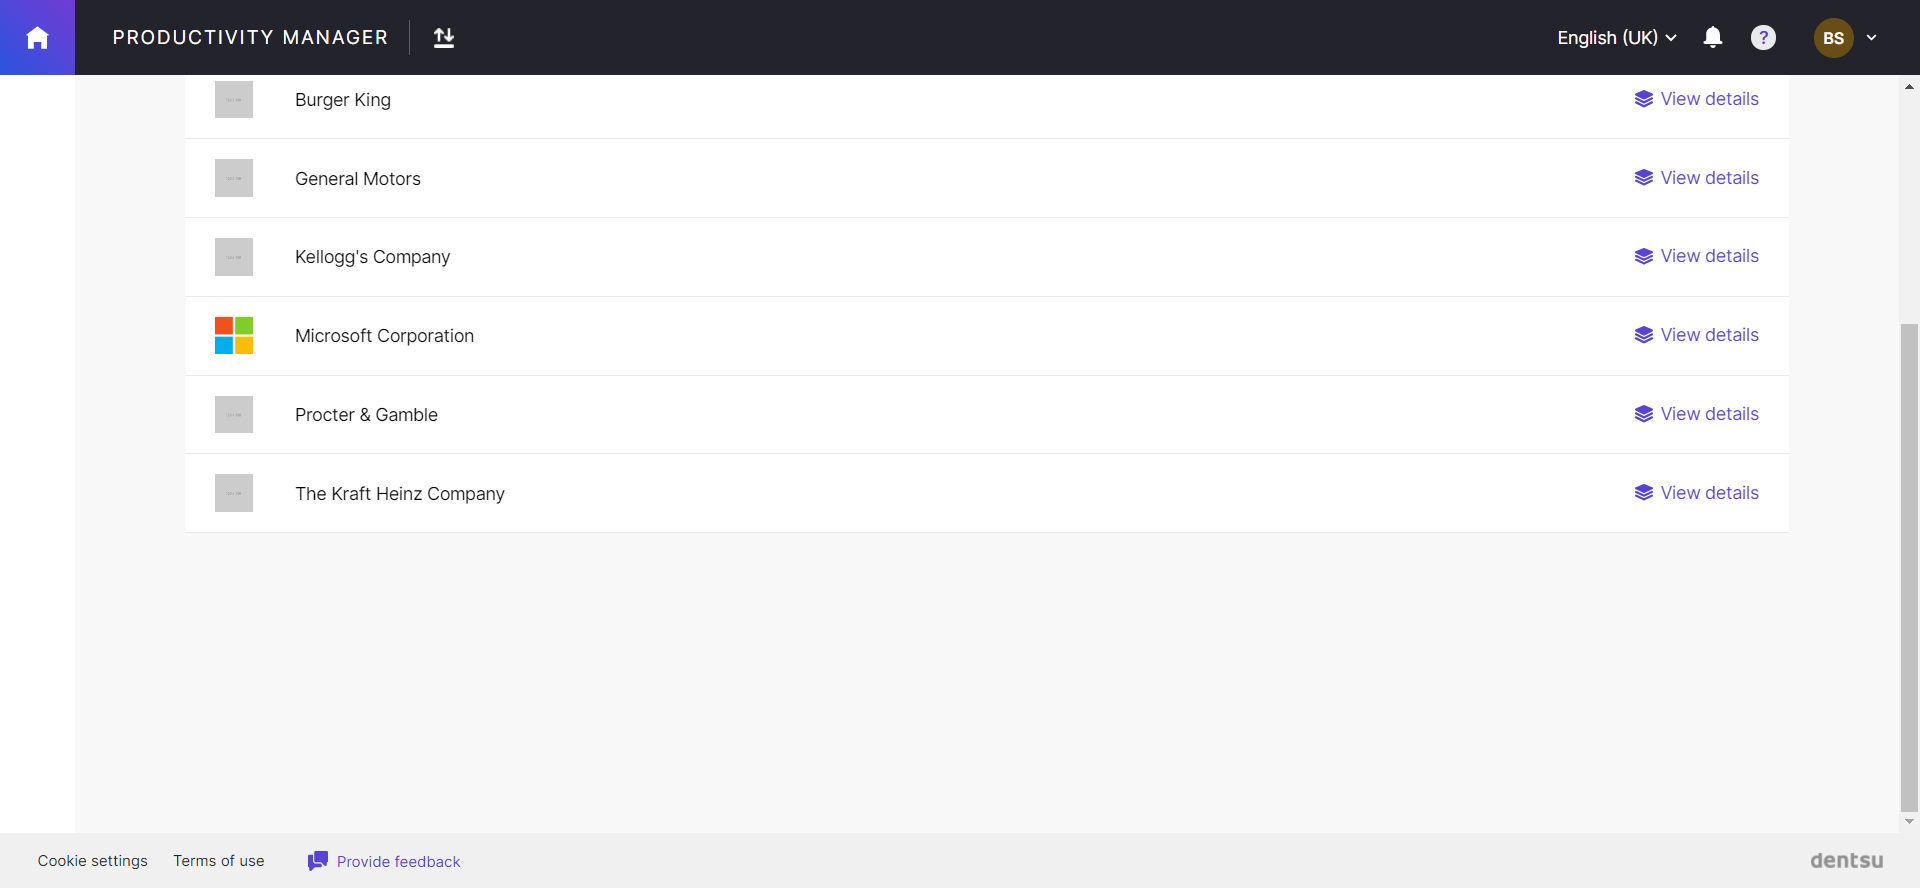 PRODUCTIVITY MANAGER
English (UK)
?
BS
Burger King
View details
General Motors
View details
Kellogg's Company
View details
Microsoft Corporation
View details
Procter & Gamble
View details
The Kraft Heinz Company
View details
Cookie settings
Terms of use
Provide feedback
dentsu